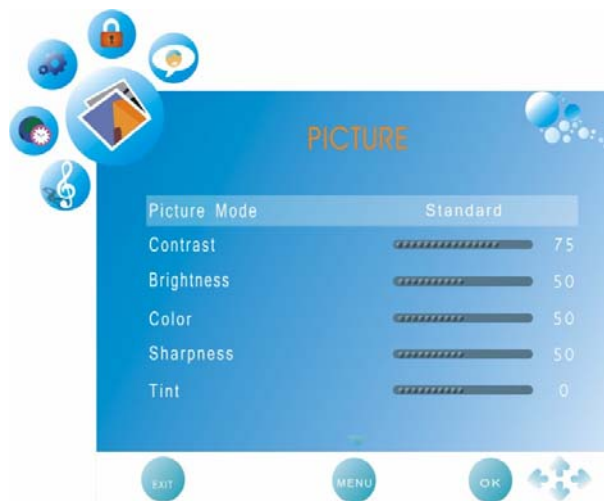 PICTURE
Picture Mode Standard
Contrast 75
Brightness 50
Color 50
Sharpness 50
Tint 0
EXIT MENU OK